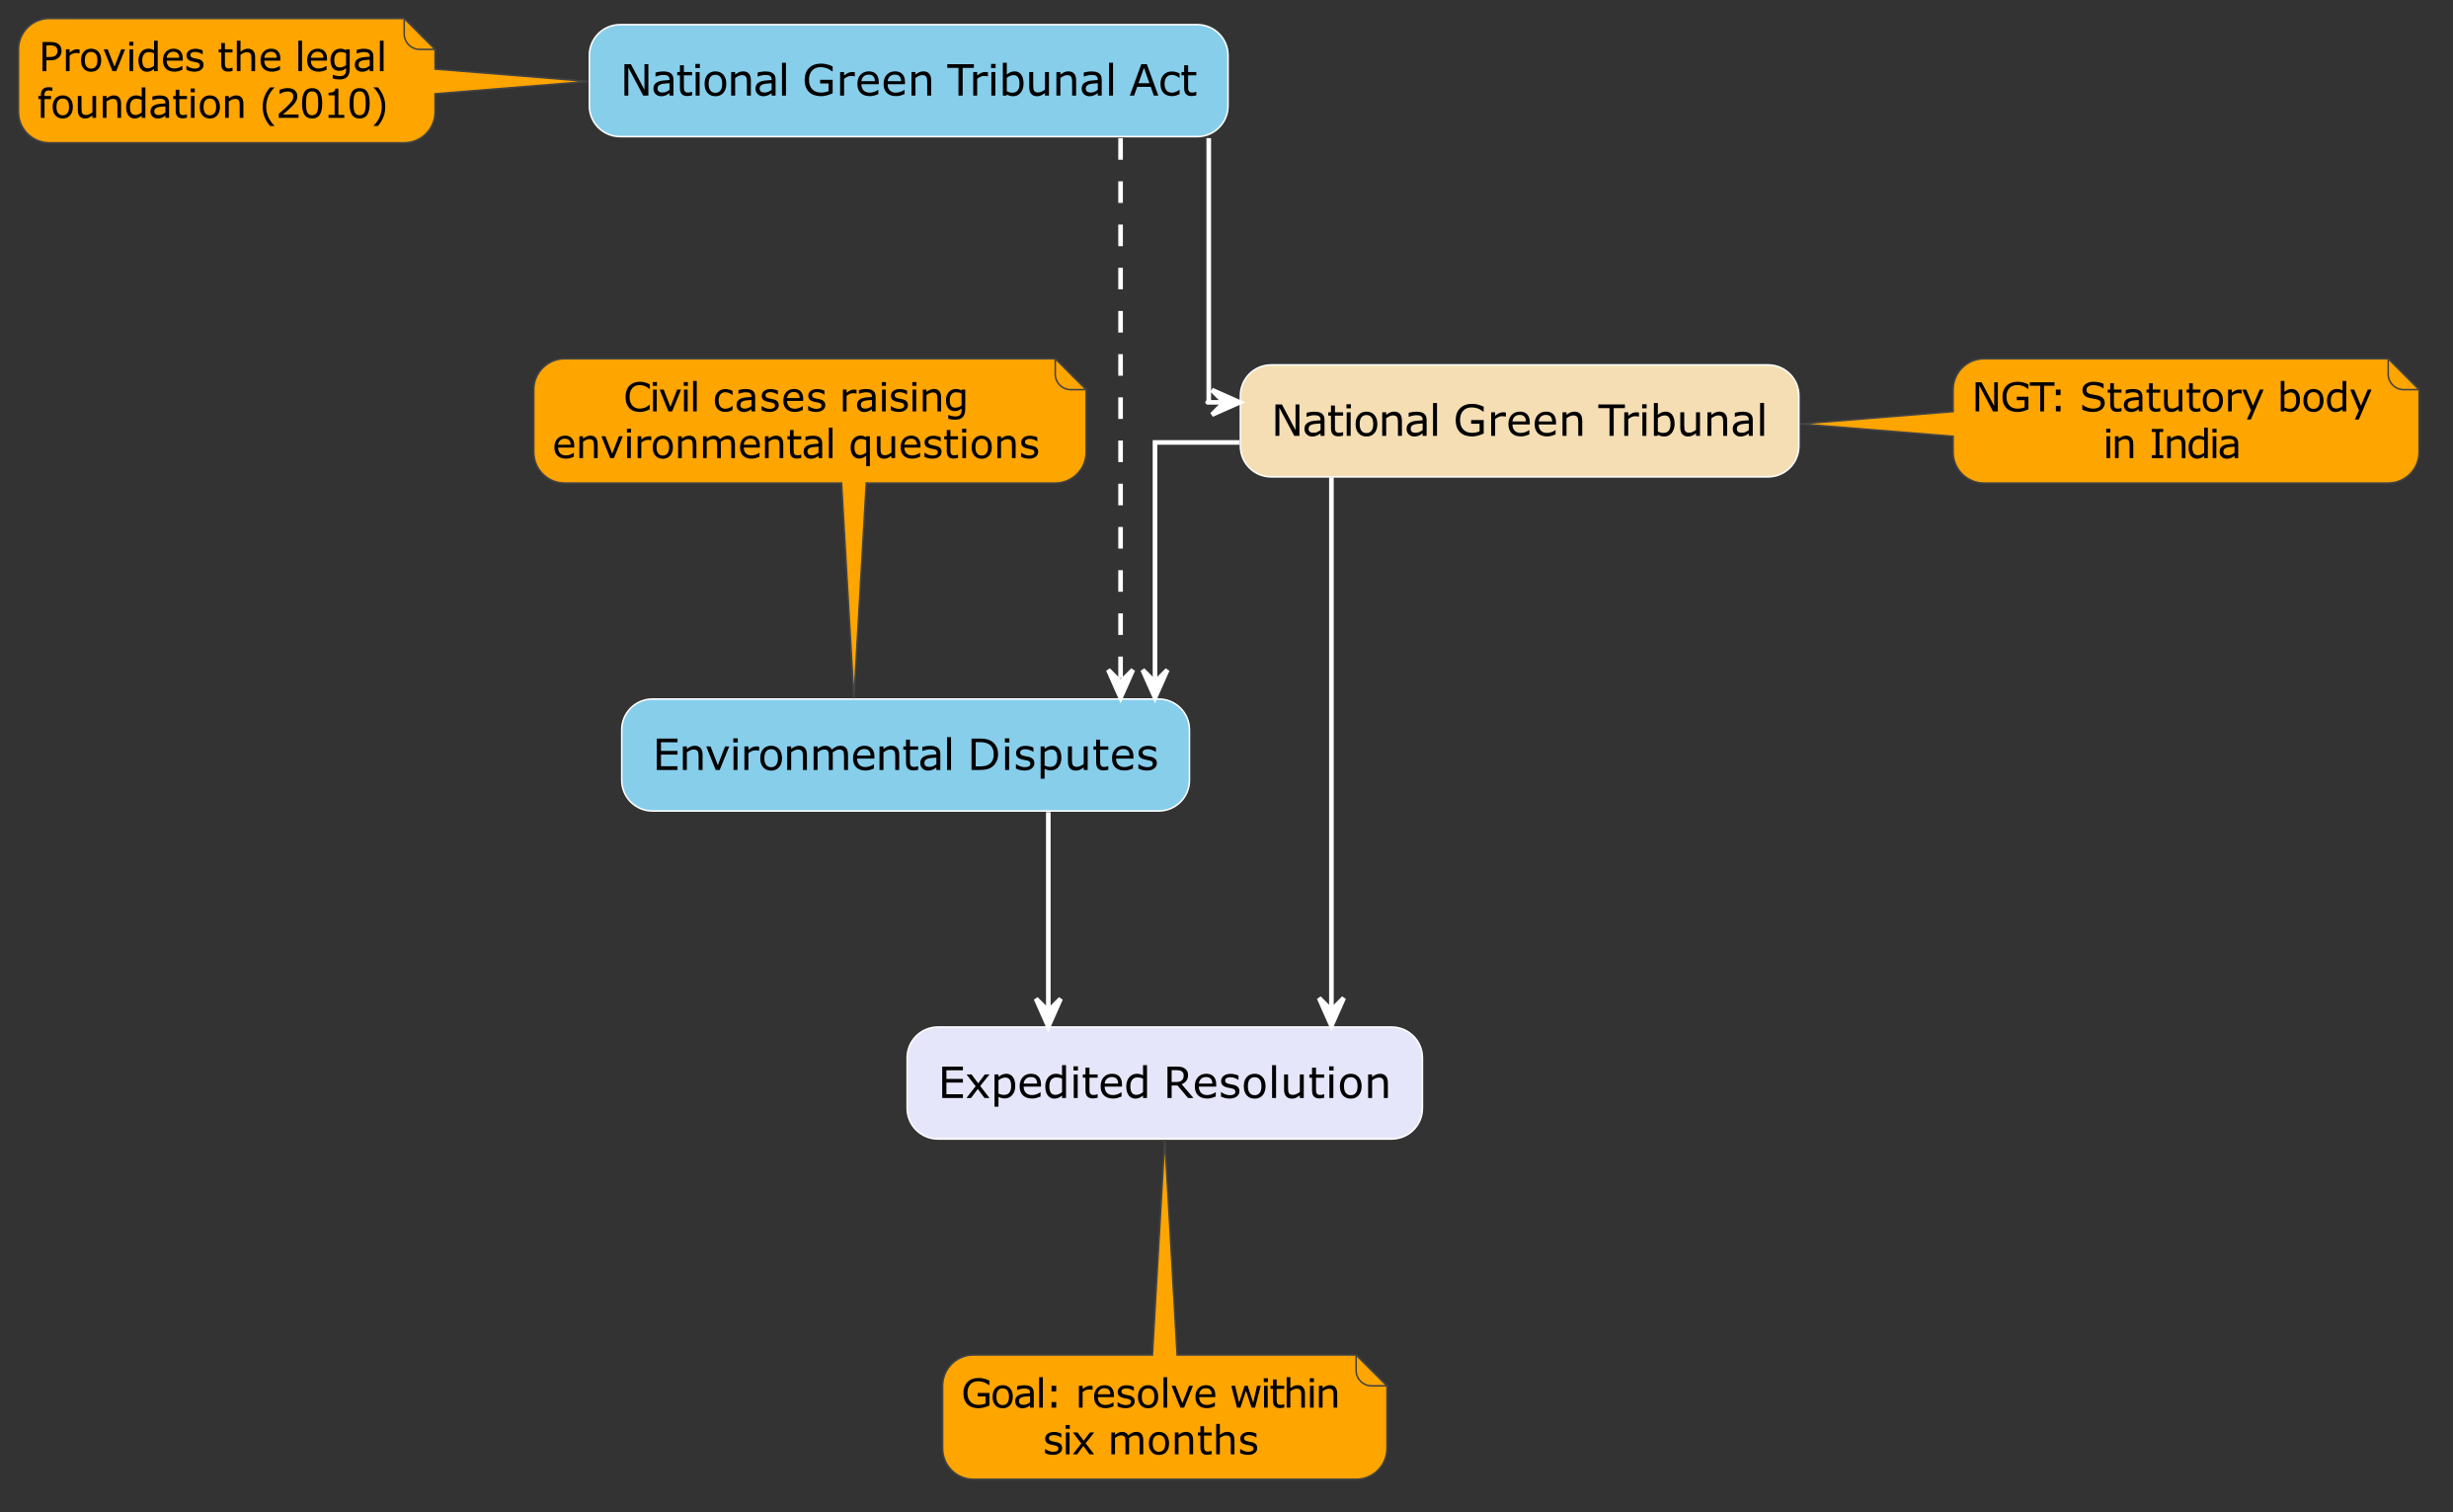 Provides the legal
foundation (2010)
National Green Tribunal Act
Civil cases raising
environmental questions
National Green Tribunal
NGT: Statutory body
in India
Environmental Disputes
Expedited Resolution
Goal: resolve within
six months